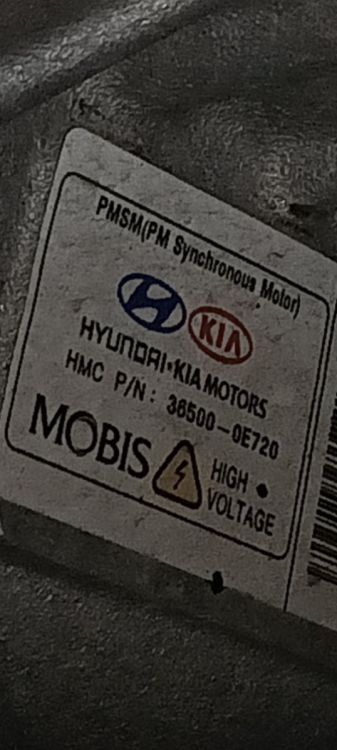 PMSM(PM Synchronous Motor)
KIA
HYUNDAI•KIA MOTORS
HMC P/N : 36500-0E720
MOBIS HIGH
VOLTAGE